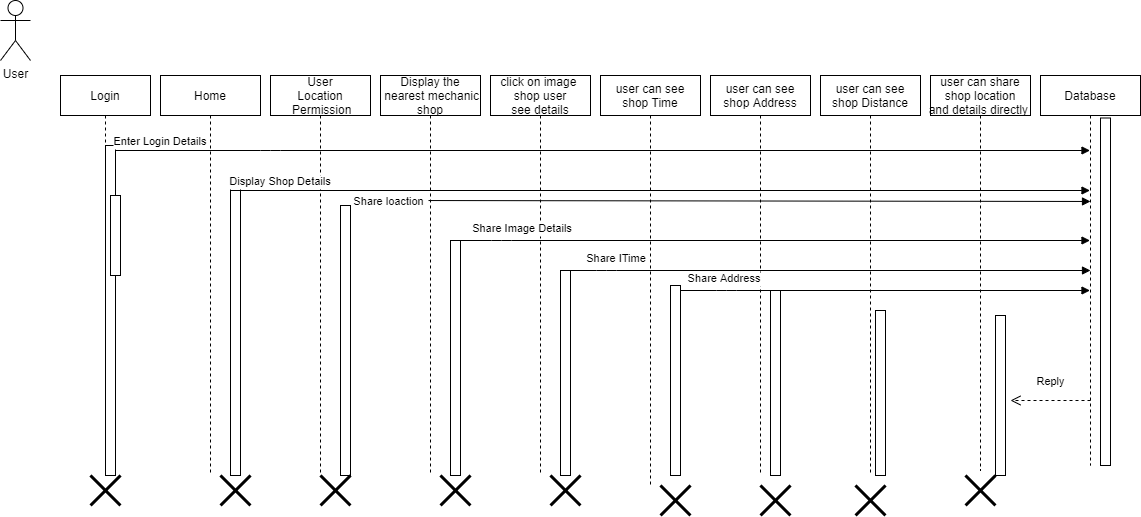 User
Login
Home
User
Location
Permission
Display the
nearest mechanic
shop
click on image
shop user
see details
user can see
shop Time
user can see
shop Address
user can see
shop Distance
user can share
shop location
and details directly
Database
Enter Login Details
Display Shop Details
Share loaction
Share Image Details
Share ITime
Share Address
Reply